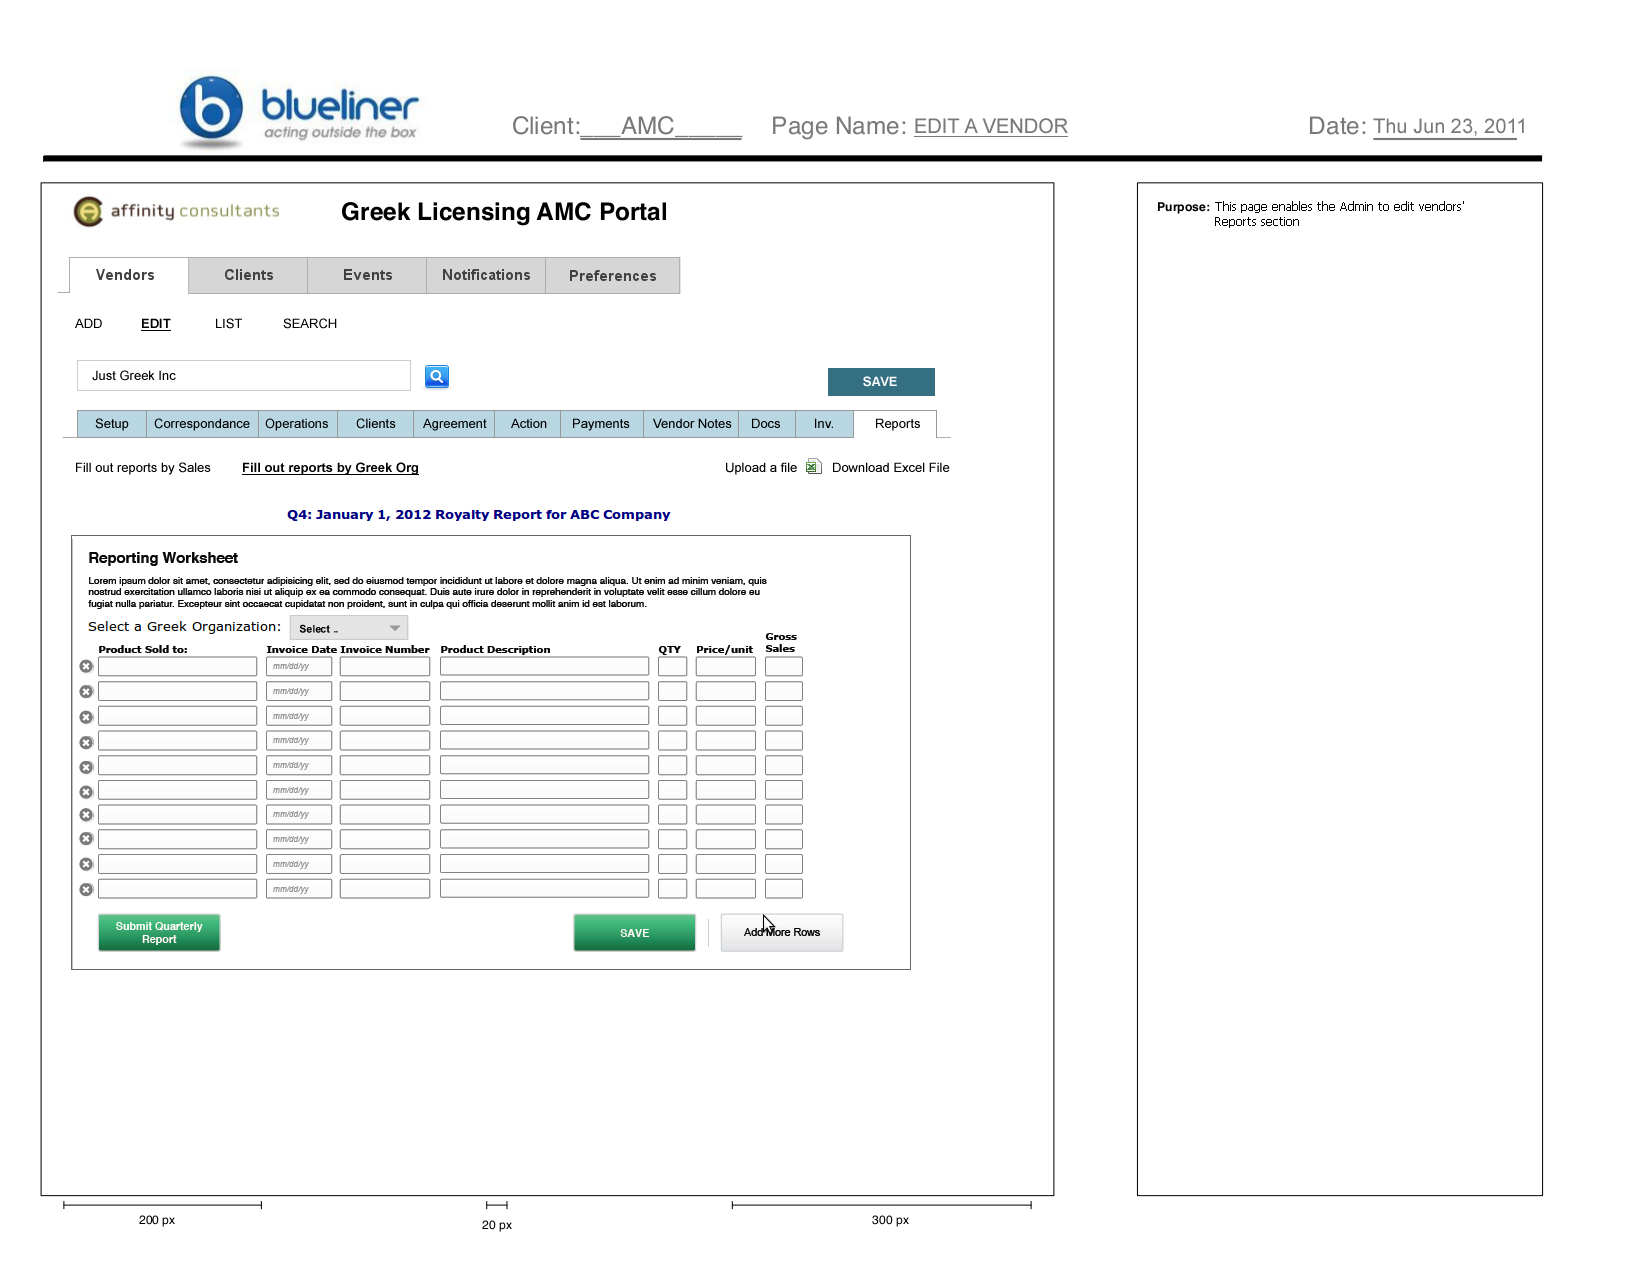 blueliner
acting outside the box
Client:___AMC_____ Page Name: EDIT A VENDOR Date: Thu Jun 23, 2011
affinity consultants
Greek Licensing AMC Portal
Purpose: This page enables the Admin to edit vendors'
Reports section
Vendors Clients Events Notifications Preferences
ADD EDIT LIST SEARCH
Just Greek Inc
SAVE
Setup Correspondance Operations Clients Agreement Action Payments Vendor Notes Docs Inv. Reports
Fill out reports by Sales Fill out reports by Greek Org Upload a file Download Excel File
Q4: January 1, 2012 Royalty Report for ABC Company
Reporting Worksheet
Lorem ipsum dolor sit amet, consectetur adipisicing elit, sed do eiusmod tempor incididunt ut labore et dolore magna aliqua. Ut enim ad minim veniam, quis
nostrud exercitation ullamco laboris nisi ut aliquip ex ea commodo consequat. Duis aute irure dolor in reprehenderit in voluptate velit esse cillum dolore eu
fugiat nulla pariatur. Excepteur sint occaecat cupidatat non proident, sunt in culpa qui officia deserunt mollit anim id est laborum.
Select a Greek Organization: Select ..
Product Sold to: Invoice Date Invoice Number Product Description QTY Price/unit Gross Sales
mm/dd/yy
mm/dd/yy
mm/dd/yy
mm/dd/yy
mm/dd/yy
mm/dd/yy
mm/dd/yy
mm/dd/yy
mm/dd/yy
mm/dd/yy
Submit Quarterly
Report
SAVE
Add More Rows
200 px
20 px
300 px